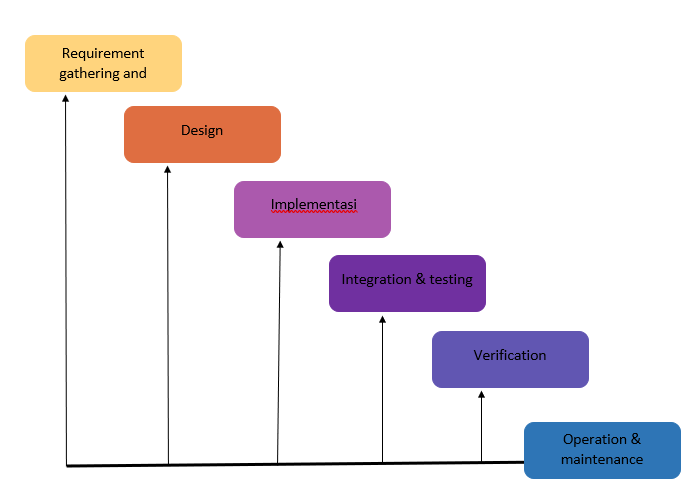 Requirement
gathering and
Design
Implementasi
Integration & testing
Verification
Operation &
maintenance